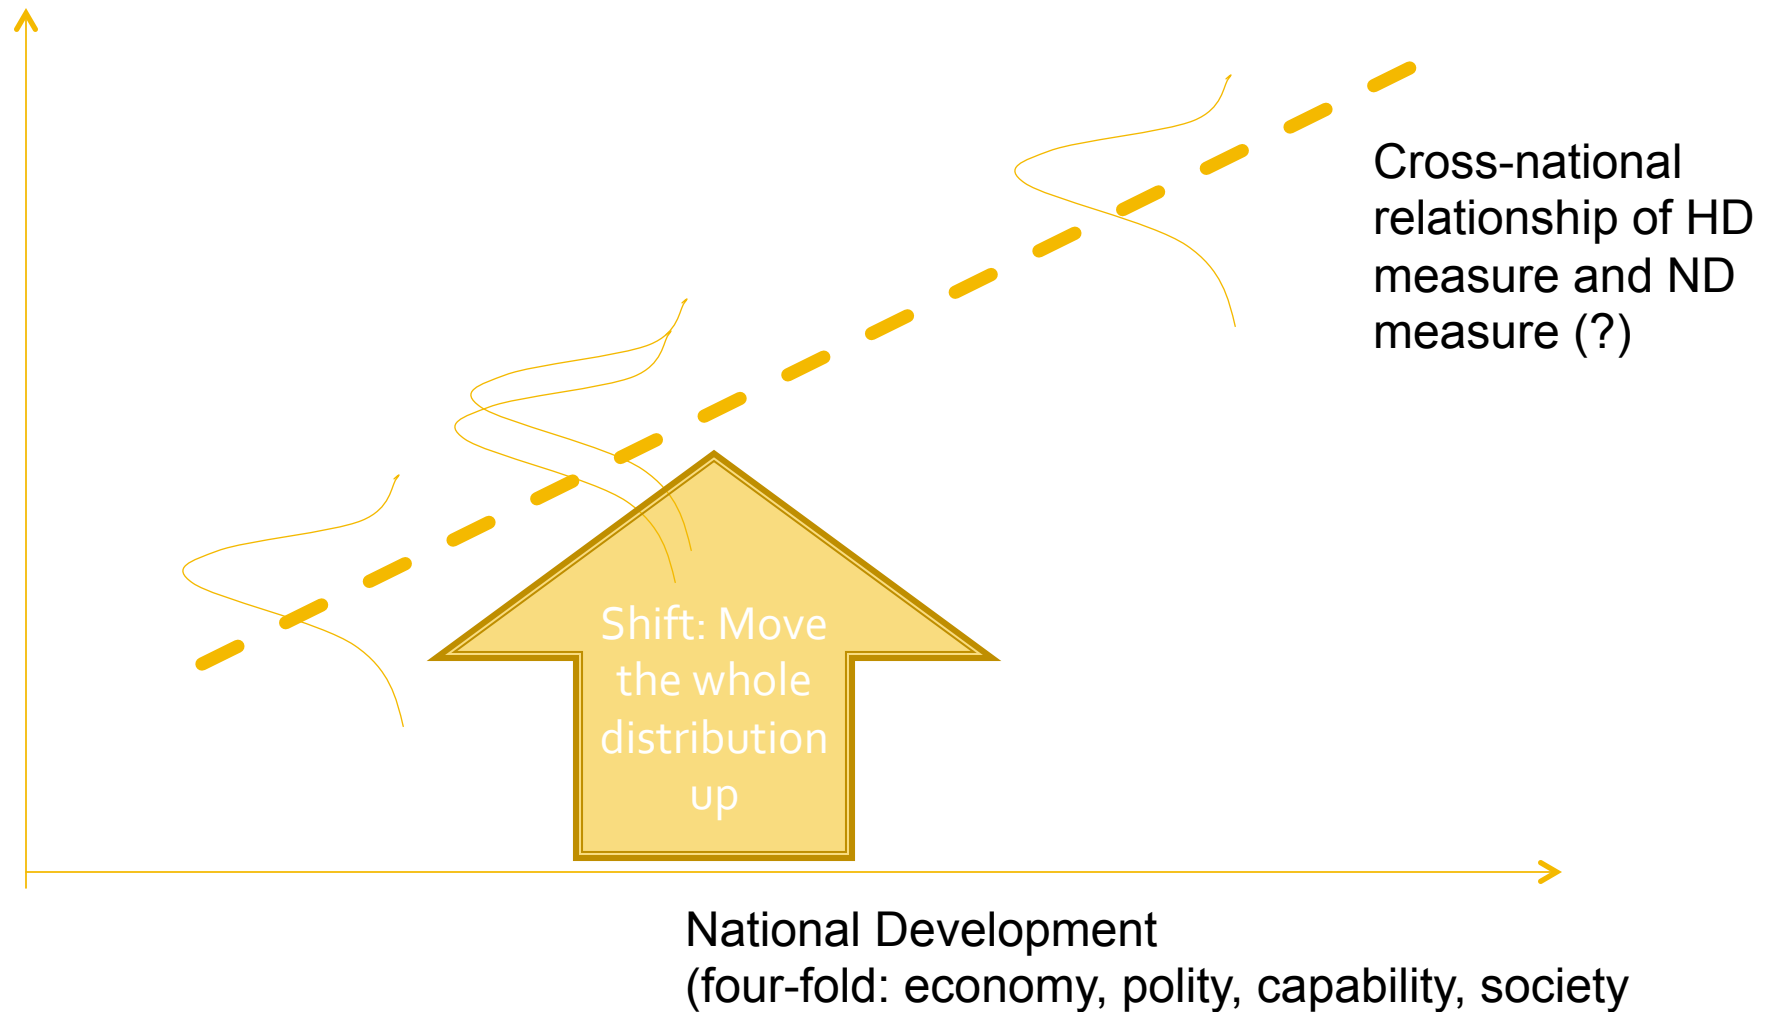 Cross-national
relationship of HD
measure and ND
measure (?)
Shift: Move
the whole
distribution
up
National Development
(four-fold: economy, polity, capability, society